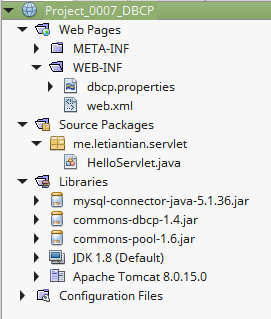 Project_0007_DBCP
Web Pages
META-INF
WEB-INF
dbcp.properties
web.xml
Source Packages
me.letiantian.servlet
HelloServlet.java
Libraries
mysql-connector-java-5.1.36.jar
commons-dbcp-1.4.jar
commons-pool-1.6.jar
JDK 1.8 (Default)
Apache Tomcat 8.0.15.0
Configuration Files